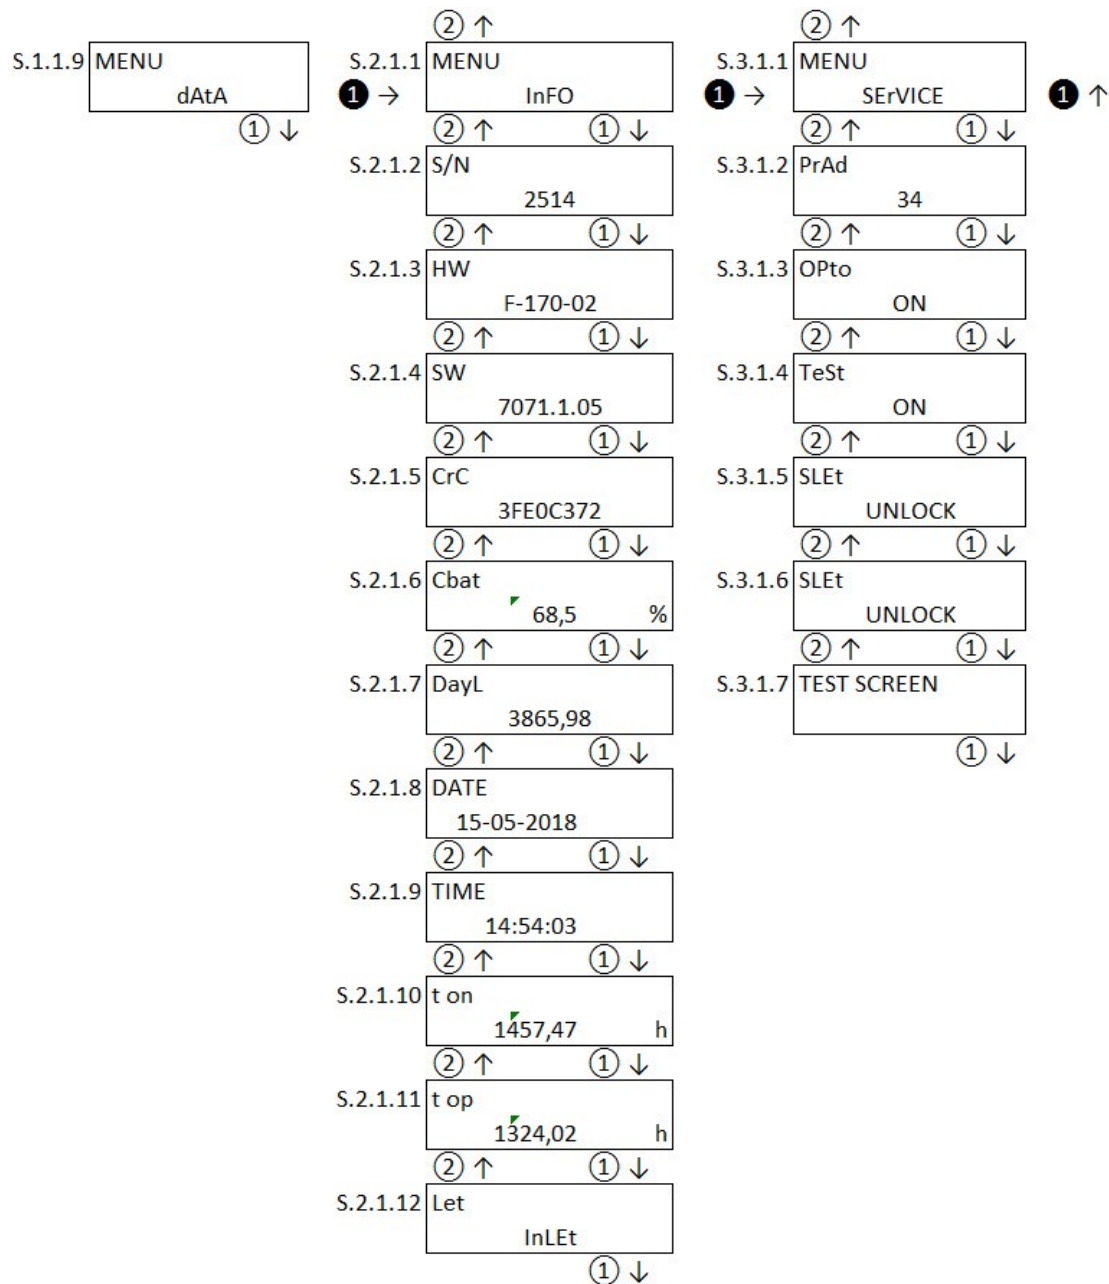 ② ↑ ② ↑
S.1.1.9 MENU S.2.1.1 MENU S.3.1.1 MENU
dAtA ❶ → InFO ❶ → SErVICE ❶ ↑
① ↓ ② ↑ ① ↓ ② ↑ ① ↓
S.2.1.2 S/N S.3.1.2 PrAd
2514 34
② ↑ ① ↓ ② ↑ ① ↓
S.2.1.3 HW S.3.1.3 OPto
F-170-02 ON
② ↑ ① ↓ ② ↑ ① ↓
S.2.1.4 SW S.3.1.4 TeSt
7071.1.05 ON
② ↑ ① ↓ ② ↑ ① ↓
S.2.1.5 CrC S.3.1.5 SLEt
3FE0C372 UNLOCK
② ↑ ① ↓ ② ↑ ① ↓
S.2.1.6 Cbat S.3.1.6 SLEt
68,5 % UNLOCK
② ↑ ① ↓ ② ↑ ① ↓
S.2.1.7 DayL S.3.1.7 TEST SCREEN
3865,98
② ↑ ① ↓ ① ↓
S.2.1.8 DATE
15-05-2018
② ↑ ① ↓
S.2.1.9 TIME
14:54:03
② ↑ ① ↓
S.2.1.10 t on
1457,47 h
② ↑ ① ↓
S.2.1.11 t op
1324,02 h
② ↑ ① ↓
S.2.1.12 Let
InLEt
① ↓